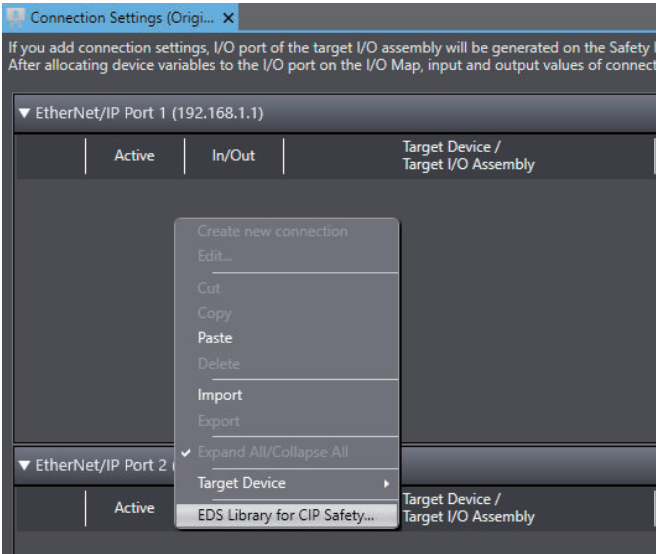 Connection Settings (Origi... X
If you add connection settings, I/O port of the target I/O assembly will be generated on the Safety
After allocating device variables to the I/O port on the I/O Map, input and output values of connect
▼ EtherNet/IP Port 1 (192.168.1.1)
Active In/Out Target Device /
Target I/O Assembly
Create new connection
Edit...
Cut
Copy
Paste
Delete
Import
Export
✓ Expand All/Collapse All
▼ EtherNet/IP Port 2 (
Target Device
Active Target Device /
EDS Library for CIP Safety... Target I/O Assembly